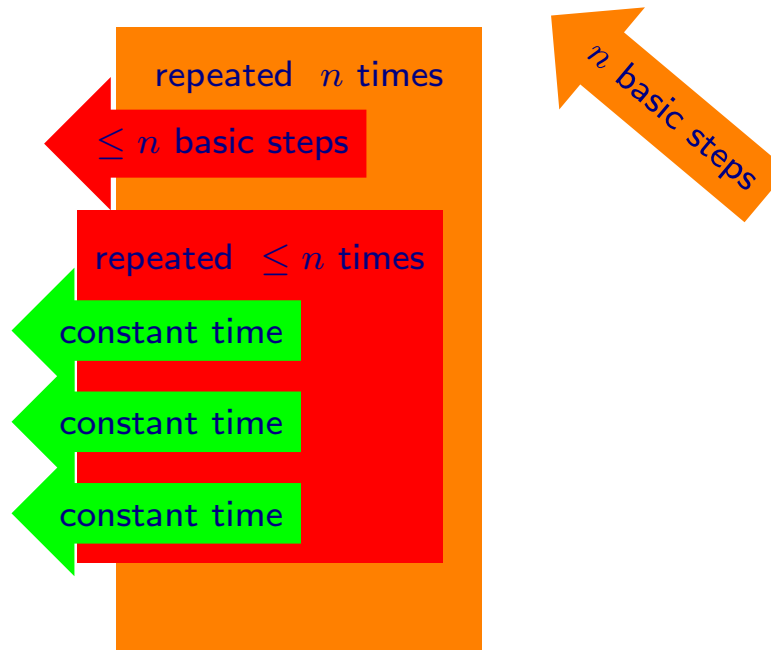 repeated n times
n basic steps
≤ n basic steps
repeated ≤ n times
constant time
constant time
constant time